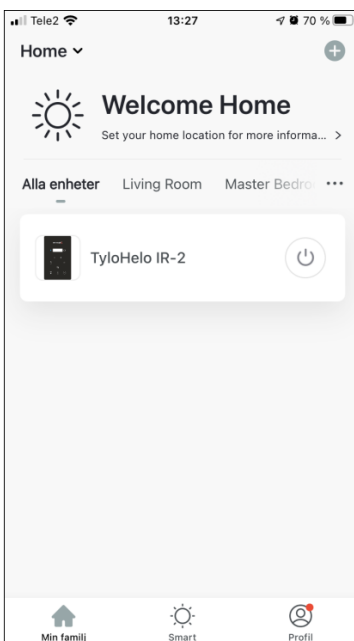 Tele2 13:27 70 %
Home
Welcome Home
Set your home location for more informa...
Alla enheter Living Room Master Bedro ...
TyloHelo IR-2
Min familj Smart Profil